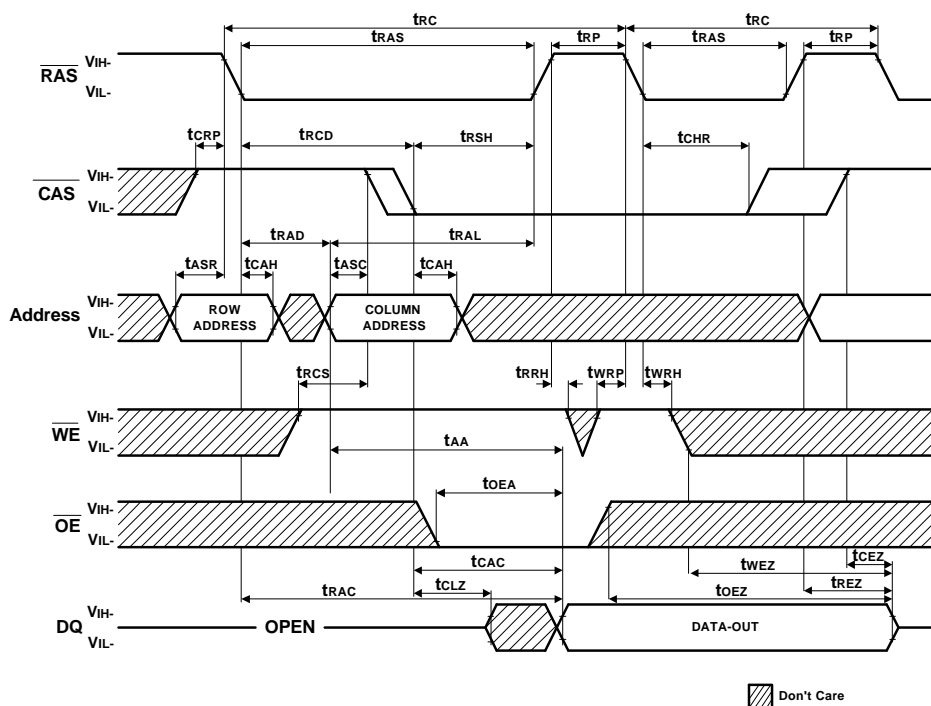 tRC tRC
tRAS tRP tRAS tRP
RAS VIH-
VIL-
tCRP tRCD tRSH tCHR
CAS VIH-
VIL-
tRAD tRAL
tASR tCAH tASC tCAH
Address VIH-
VIL-
ROW ADDRESS
COLUMN ADDRESS
tRCS tRRH tWRP tWRH
WE VIH-
VIL-
tAA
tOEA
OE VIH-
VIL-
tCAC tWEZ tCEZ
tRAC tCLZ tOEZ tREZ
DQ VIH-
VIL-
OPEN DATA-OUT
Don't Care